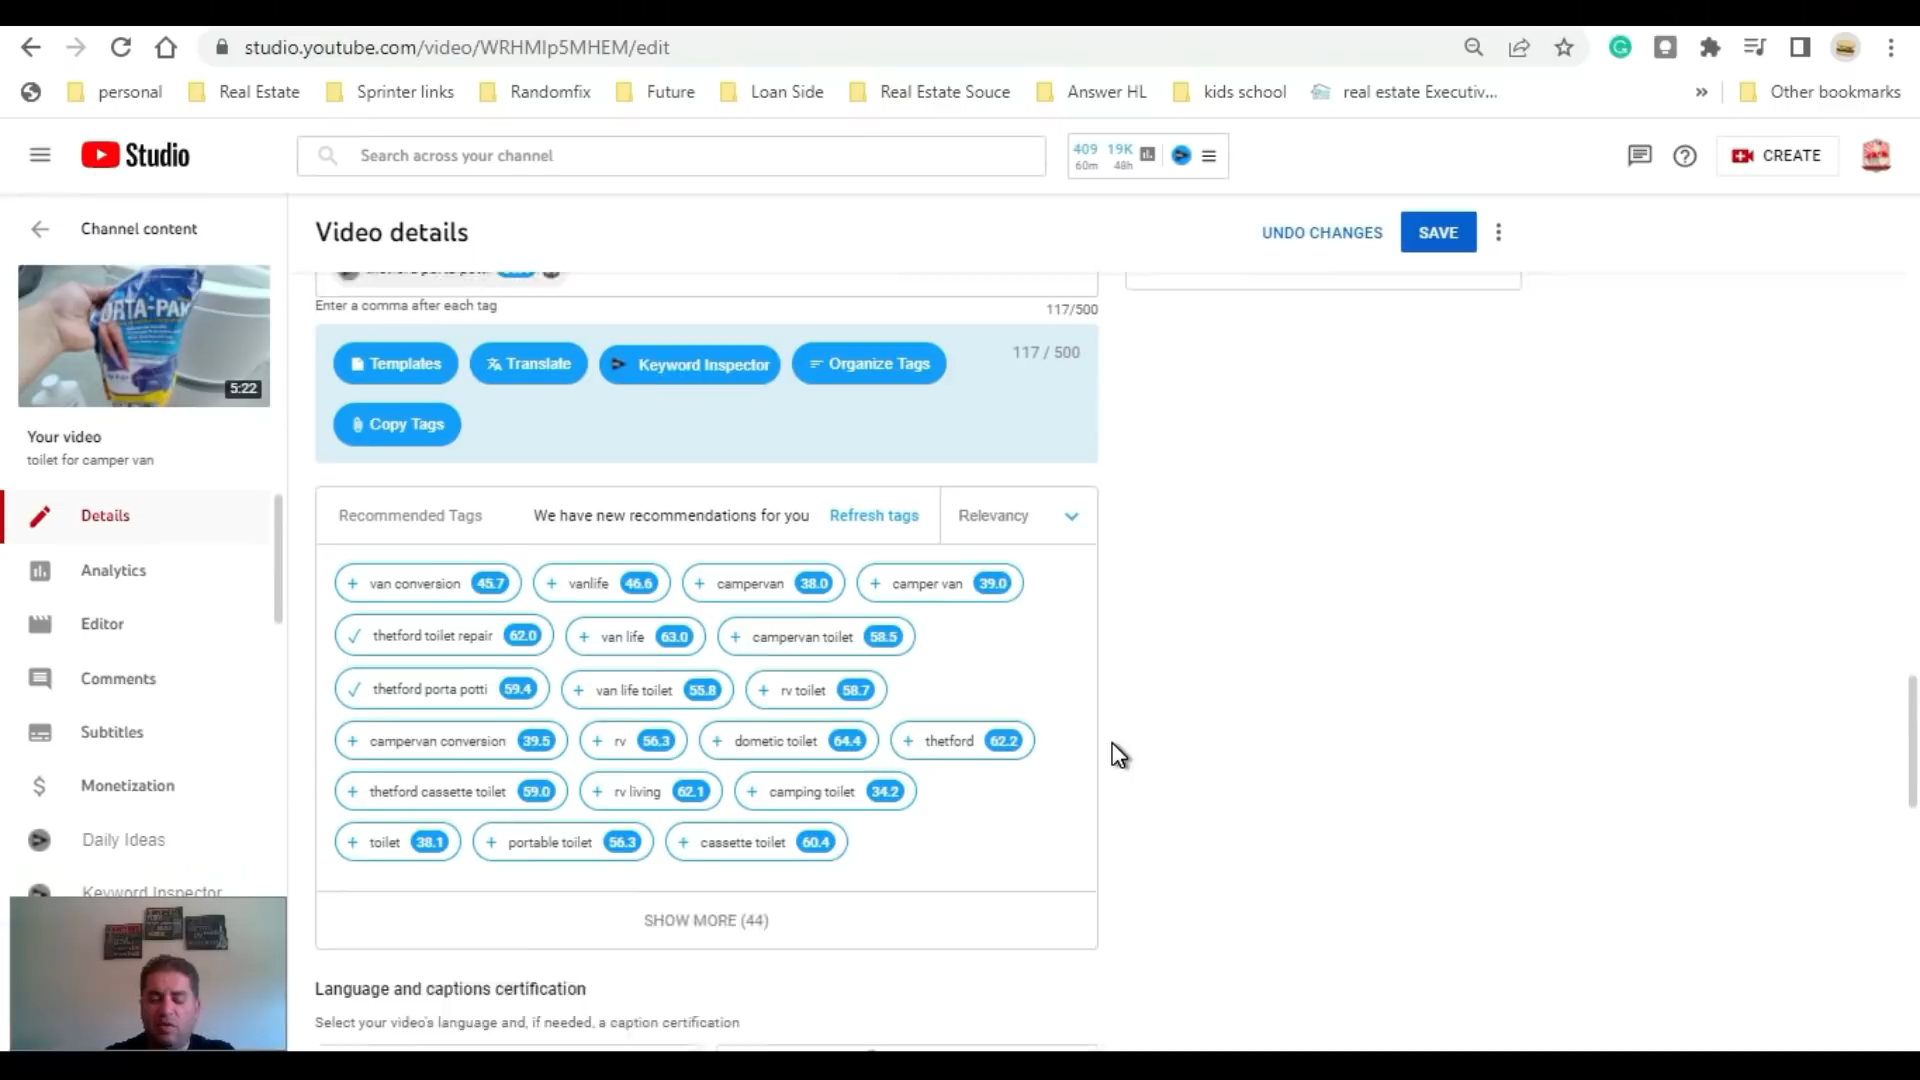 studio.youtube.com/video/WRHMIp5MHEM/edit
personal Real Estate Sprinter links Randomfix Future Loan Side Real Estate Souce Answer HL kids school real estate Executiv... » Other bookmarks
Studio
Search across your channel
409 19K
60m 48h
CREATE
Channel content
Video details
UNDO CHANGES
SAVE
Enter a comma after each tag
117/500
Templates
Translate
Keyword Inspector
Organize Tags
117 / 500
Copy Tags
ORTA-PAK
5:22
Your video
toilet for camper van
Details
Analytics
Editor
Comments
Subtitles
Monetization
Daily Ideas
Keyword Inspector
Recommended Tags We have new recommendations for you Refresh tags Relevancy
+ van conversion 45.7 + vanlife 46.6 + campervan 38.0 + camper van 39.0
✓ thetford toilet repair 62.0 + van life 63.0 + campervan toilet 58.5
✓ thetford porta potti 59.4 + van life toilet 55.8 + rv toilet 58.7
+ campervan conversion 39.5 + rv 56.3 + dometic toilet 64.4 + thetford 62.2
+ thetford cassette toilet 59.0 + rv living 62.1 + camping toilet 34.2
+ toilet 38.1 + portable toilet 56.3 + cassette toilet 60.4
SHOW MORE (44)
Language and captions certification
Select your video's language and, if needed, a caption certification